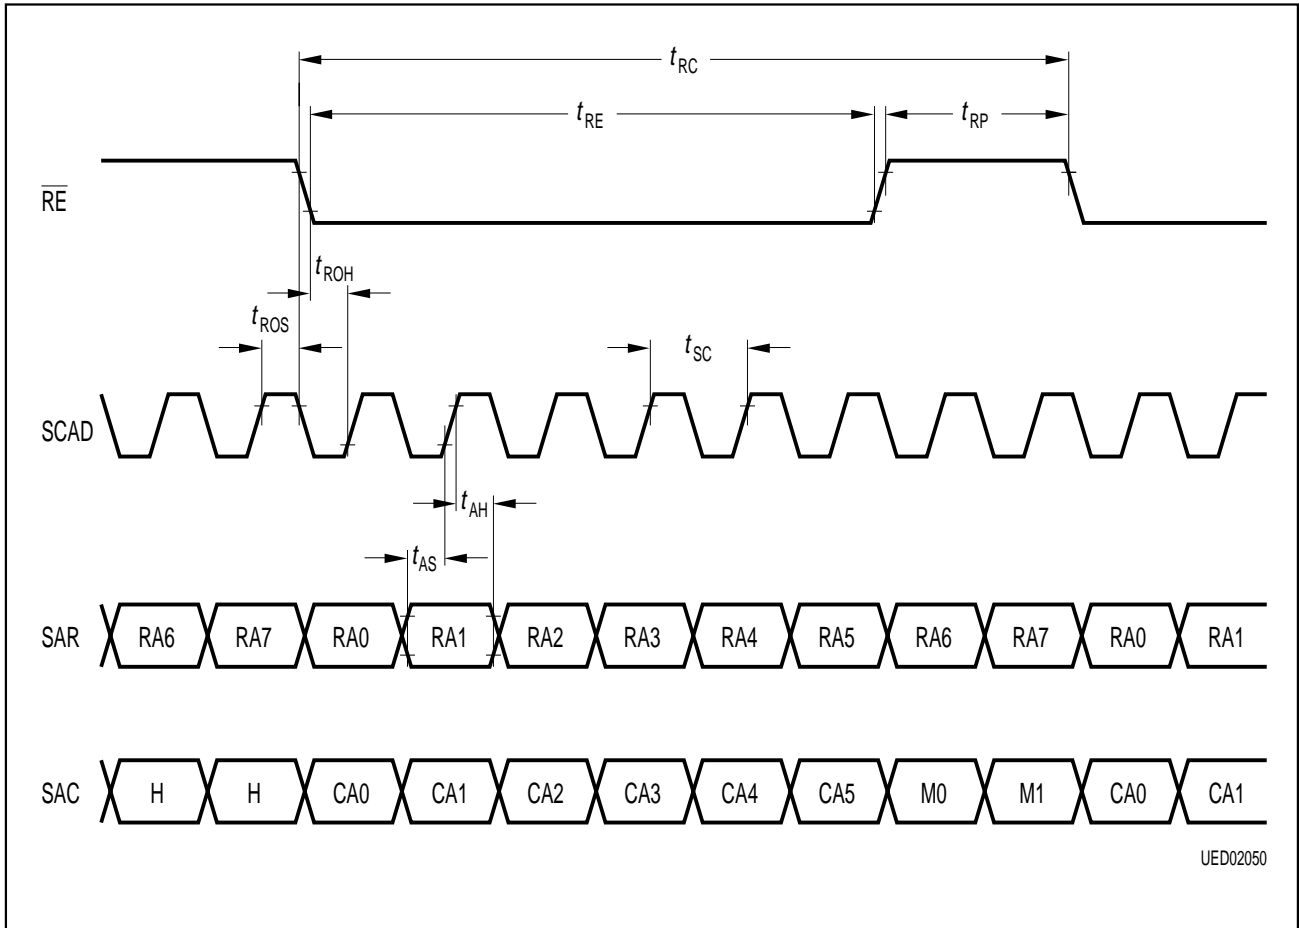 tRC
tRE tRP
RE
tROH
tROS tSC
SCAD
tAH
tAS
SAR RA6 RA7 RA0 RA1 RA2 RA3 RA4 RA5 RA6 RA7 RA0 RA1
SAC H H CA0 CA1 CA2 CA3 CA4 CA5 M0 M1 CA0 CA1
UED02050